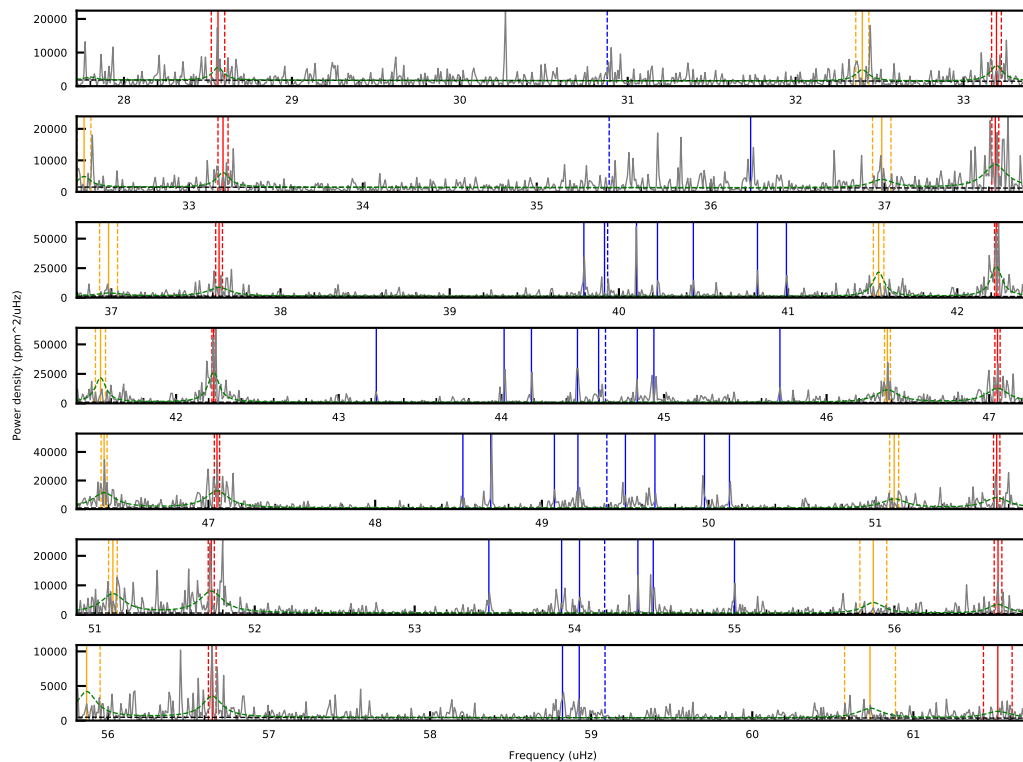 20000
10000
0
28 29 30 31 32 33
20000
10000
0
33 34 35 36 37
50000
25000
0
37 38 39 40 41 42
50000
25000
0
42 43 44 45 46 47
40000
20000
0
47 48 49 50 51
20000
10000
0
51 52 53 54 55 56
10000
5000
0
56 57 58 59 60 61
Power density (ppm^2/uHz)
Frequency (uHz)